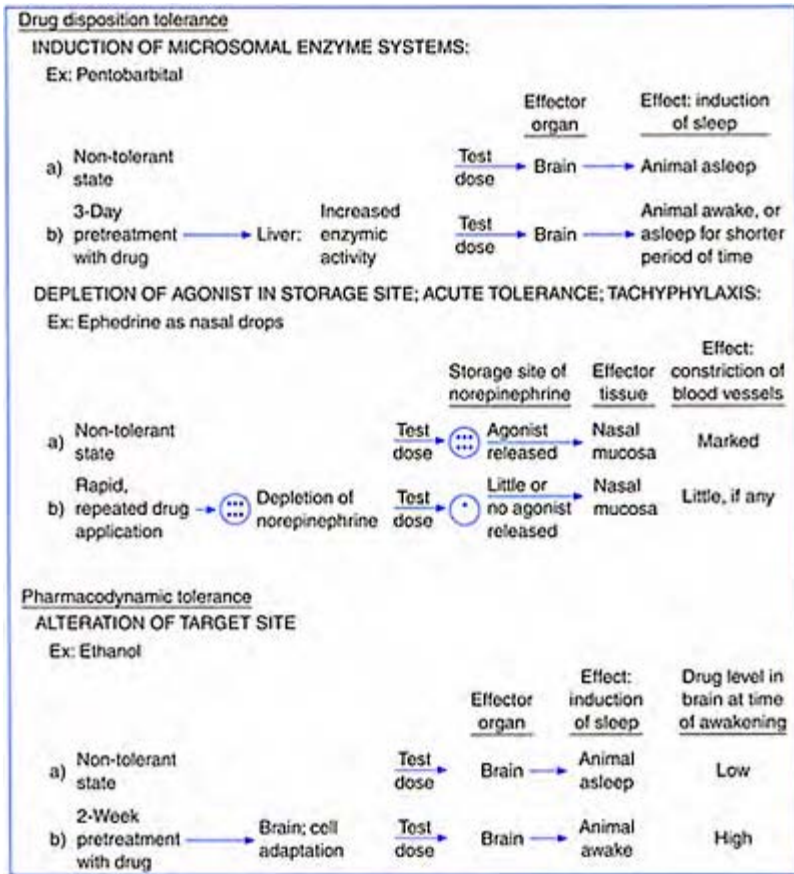 Drug disposition tolerance
INDUCTION OF MICROSOMAL ENZYME SYSTEMS:
Ex: Pentobarbital
Effector organ
Effect: induction of sleep
a) Non-tolerant state
Test dose
Brain
Animal asleep
b) 3-Day pretreatment with drug
Liver:
Increased enzymic activity
Test dose
Brain
Animal awake, or asleep for shorter period of time
DEPLETION OF AGONIST IN STORAGE SITE; ACUTE TOLERANCE; TACHYPHYLAXIS:
Ex: Ephedrine as nasal drops
Storage site of norepinephrine
Effector tissue
Effect: constriction of blood vessels
a) Non-tolerant state
Test dose
Agonist released
Nasal mucosa
Marked
b) Rapid, repeated drug application
Depletion of norepinephrine
Test dose
Little or no agonist released
Nasal mucosa
Little, if any
Pharmacodynamic tolerance
ALTERATION OF TARGET SITE
Ex: Ethanol
Effector organ
Effect: induction of sleep
Drug level in brain at time of awakening
a) Non-tolerant state
Test dose
Brain
Animal asleep
Low
b) 2-Week pretreatment with drug
Brain; cell adaptation
Test dose
Brain
Animal awake
High